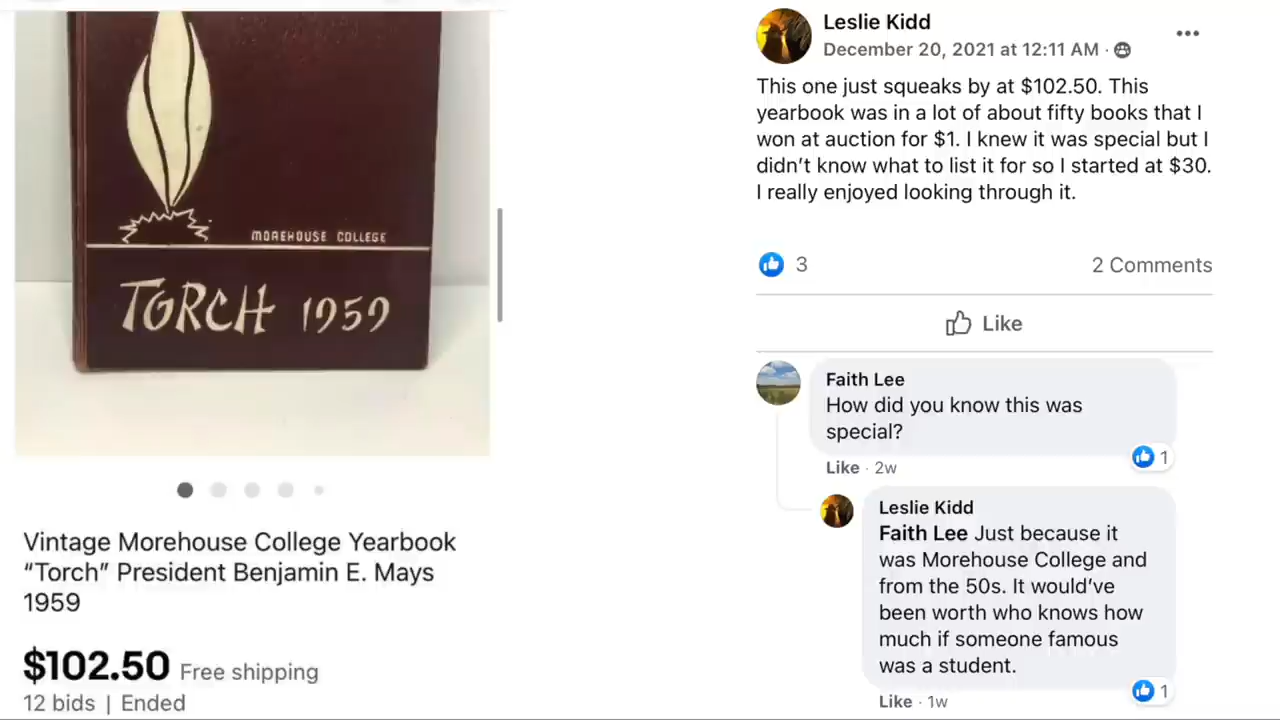 MOREHOUSE COLLEGE
TORCH 1959
Vintage Morehouse College Yearbook
“Torch” President Benjamin E. Mays
1959
$102.50 Free shipping
12 bids | Ended
Leslie Kidd
December 20, 2021 at 12:11 AM ·
This one just squeaks by at $102.50. This
yearbook was in a lot of about fifty books that I
won at auction for $1. I knew it was special but I
didn’t know what to list it for so I started at $30.
I really enjoyed looking through it.
3
2 Comments
Like
Faith Lee
How did you know this was
special?
1
Like · 2w
Leslie Kidd
Faith Lee Just because it
was Morehouse College and
from the 50s. It would’ve
been worth who knows how
much if someone famous
was a student.
1
Like · 1w